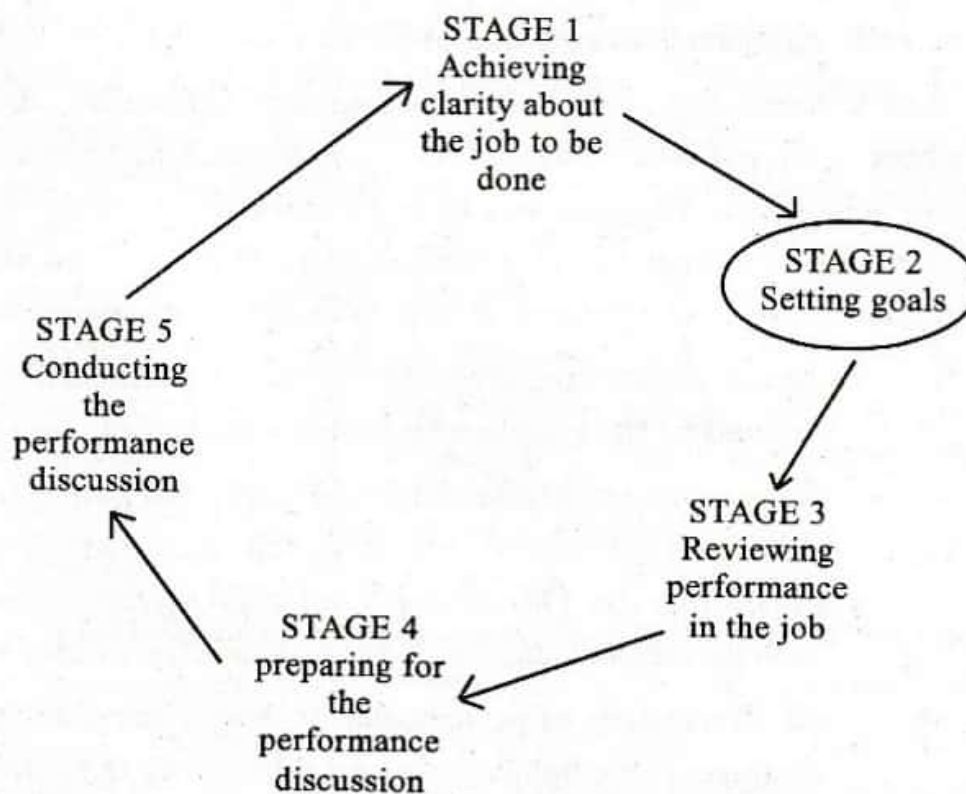 STAGE 1
Achieving
clarity about
the job to be
done
STAGE 2
Setting goals
STAGE 3
Reviewing
performance
in the job
STAGE 4
preparing for
the
performance
discussion
STAGE 5
Conducting
the
performance
discussion